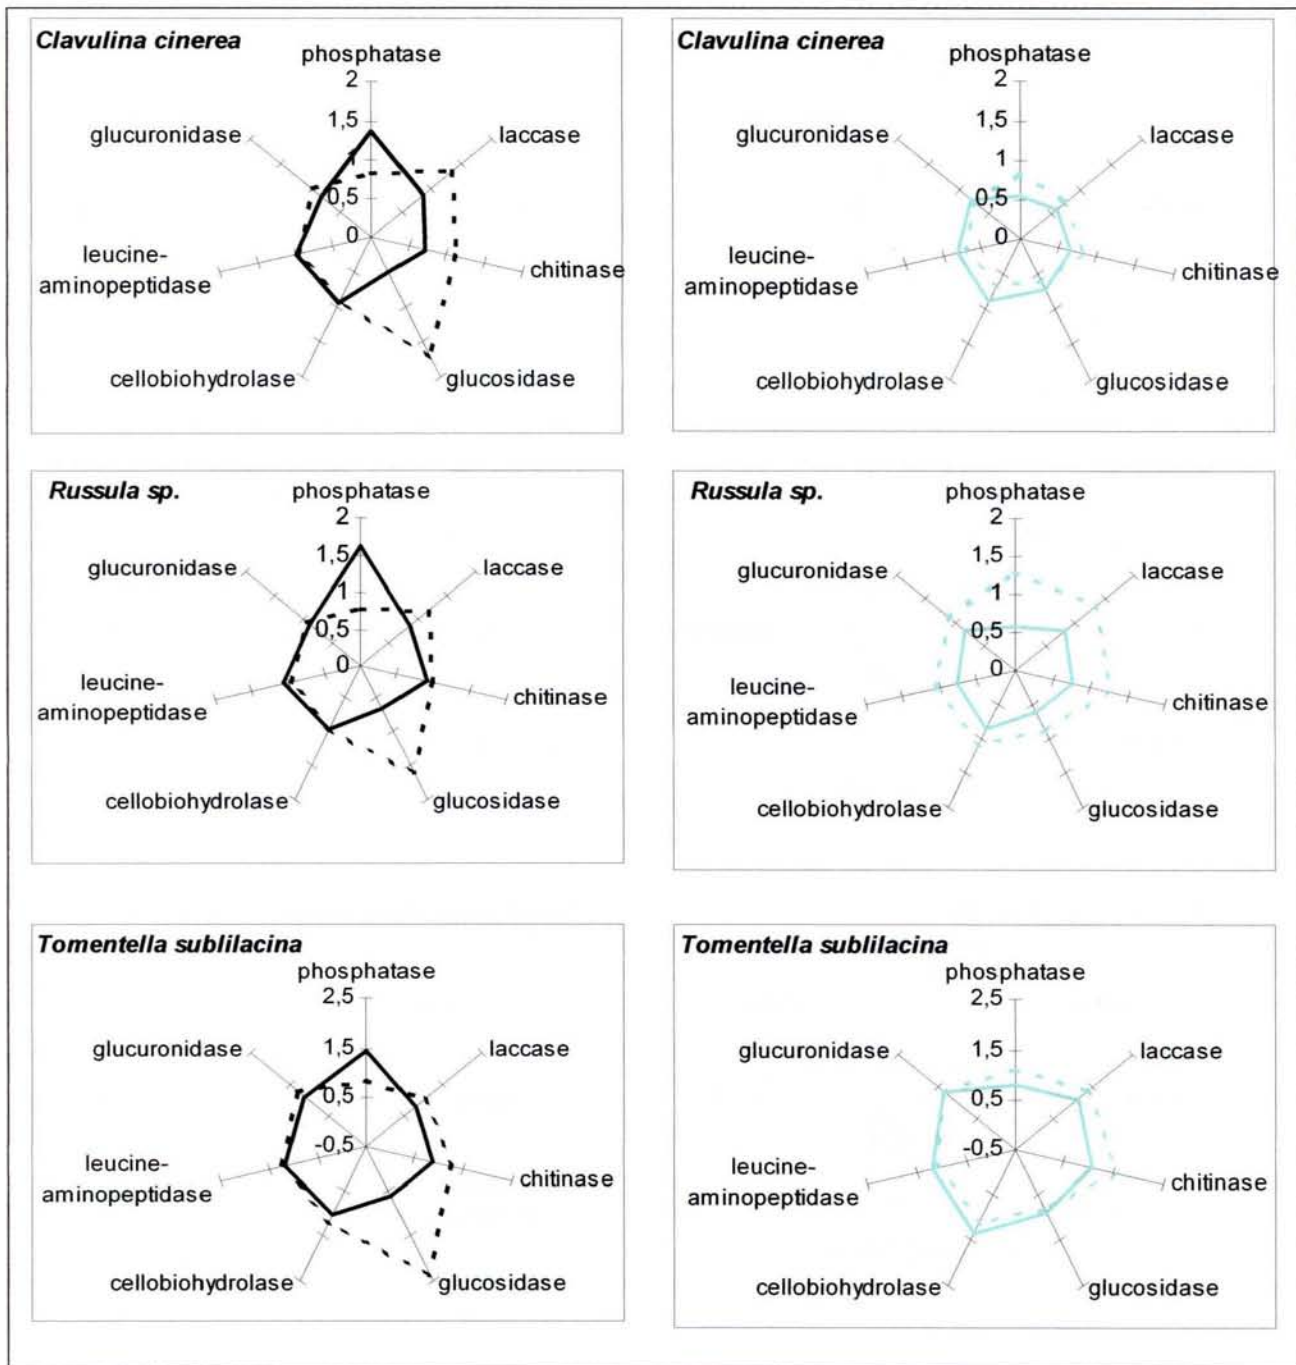 Clavulina cinerea
phosphatase
2
1,5
1
0,5
0
glucuronidase
laccase
leucine-
aminopeptidase
chitinase
cellobiohydrolase
glucosidase
Clavulina cinerea
phosphatase
2
1,5
1
0,5
0
glucuronidase
laccase
leucine-
aminopeptidase
chitinase
cellobiohydrolase
glucosidase
Russula sp.
phosphatase
2
1,5
1
0,5
0
glucuronidase
laccase
leucine-
aminopeptidase
chitinase
cellobiohydrolase
glucosidase
Russula sp.
phosphatase
2
1,5
1
0,5
0
glucuronidase
laccase
leucine-
aminopeptidase
chitinase
cellobiohydrolase
glucosidase
Tomentella sublilacina
phosphatase
2,5
1,5
0,5
-0,5
glucuronidase
laccase
leucine-
aminopeptidase
chitinase
cellobiohydrolase
glucosidase
Tomentella sublilacina
phosphatase
2,5
1,5
0,5
-0,5
glucuronidase
laccase
leucine-
aminopeptidase
chitinase
cellobiohydrolase
glucosidase